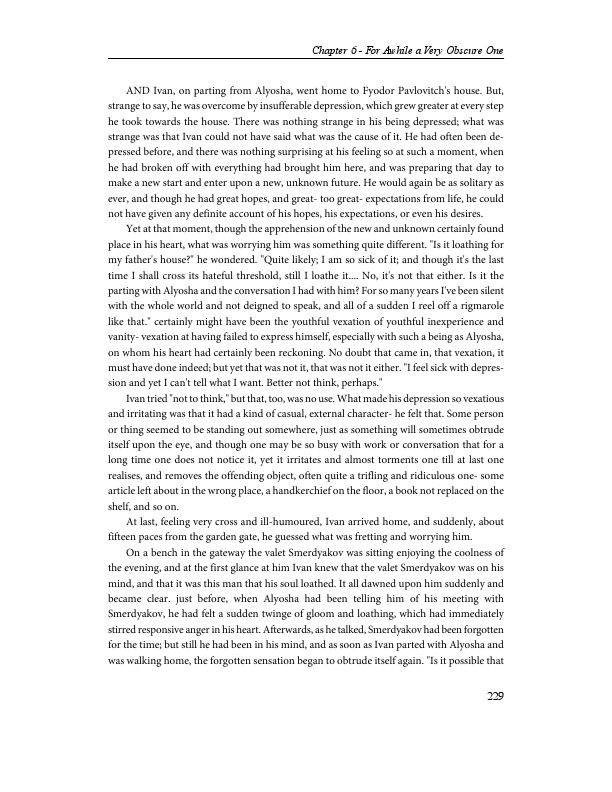 Chapter 6 - For Awhile a Very Obscure One
AND Ivan, on parting from Alyosha, went home to Fyodor Pavlovitch's house. But,
strange to say, he was overcome by insufferable depression, which grew greater at every step
he took towards the house. There was nothing strange in his being depressed; what was
strange was that Ivan could not have said what was the cause of it. He had often been de-
pressed before, and there was nothing surprising at his feeling so at such a moment, when
he had broken off with everything had brought him here, and was preparing that day to
make a new start and enter upon a new, unknown future. He would again be as solitary as
ever, and though he had great hopes, and great- too great- expectations from life, he could
not have given any definite account of his hopes, his expectations, or even his desires.
Yet at that moment, though the apprehension of the new and unknown certainly found
place in his heart, what was worrying him was something quite different. "Is it loathing for
my father's house?" he wondered. "Quite likely; I am so sick of it; and though it's the last
time I shall cross its hateful threshold, still I loathe it.... No, it's not that either. Is it the
parting with Alyosha and the conversation I had with him? For so many years I've been silent
with the whole world and not deigned to speak, and all of a sudden I reel off a rigmarole
like that." certainly might have been the youthful vexation of youthful inexperience and
vanity- vexation at having failed to express himself, especially with such a being as Alyosha,
on whom his heart had certainly been reckoning. No doubt that came in, that vexation, it
must have done indeed; but yet that was not it, that was not it either. "I feel sick with depres-
sion and yet I can't tell what I want. Better not think, perhaps."
Ivan tried "not to think," but that, too, was no use. What made his depression so vexatious
and irritating was that it had a kind of casual, external character- he felt that. Some person
or thing seemed to be standing out somewhere, just as something will sometimes obtrude
itself upon the eye, and though one may be so busy with work or conversation that for a
long time one does not notice it, yet it irritates and almost torments one till at last one
realises, and removes the offending object, often quite a trifling and ridiculous one- some
article left about in the wrong place, a handkerchief on the floor, a book not replaced on the
shelf, and so on.
At last, feeling very cross and ill-humoured, Ivan arrived home, and suddenly, about
fifteen paces from the garden gate, he guessed what was fretting and worrying him.
On a bench in the gateway the valet Smerdyakov was sitting enjoying the coolness of
the evening, and at the first glance at him Ivan knew that the valet Smerdyakov was on his
mind, and that it was this man that his soul loathed. It all dawned upon him suddenly and
became clear. just before, when Alyosha had been telling him of his meeting with
Smerdyakov, he had felt a sudden twinge of gloom and loathing, which had immediately
stirred responsive anger in his heart. Afterwards, as he talked, Smerdyakov had been forgotten
for the time; but still he had been in his mind, and as soon as Ivan parted with Alyosha and
was walking home, the forgotten sensation began to obtrude itself again. "Is it possible that
229